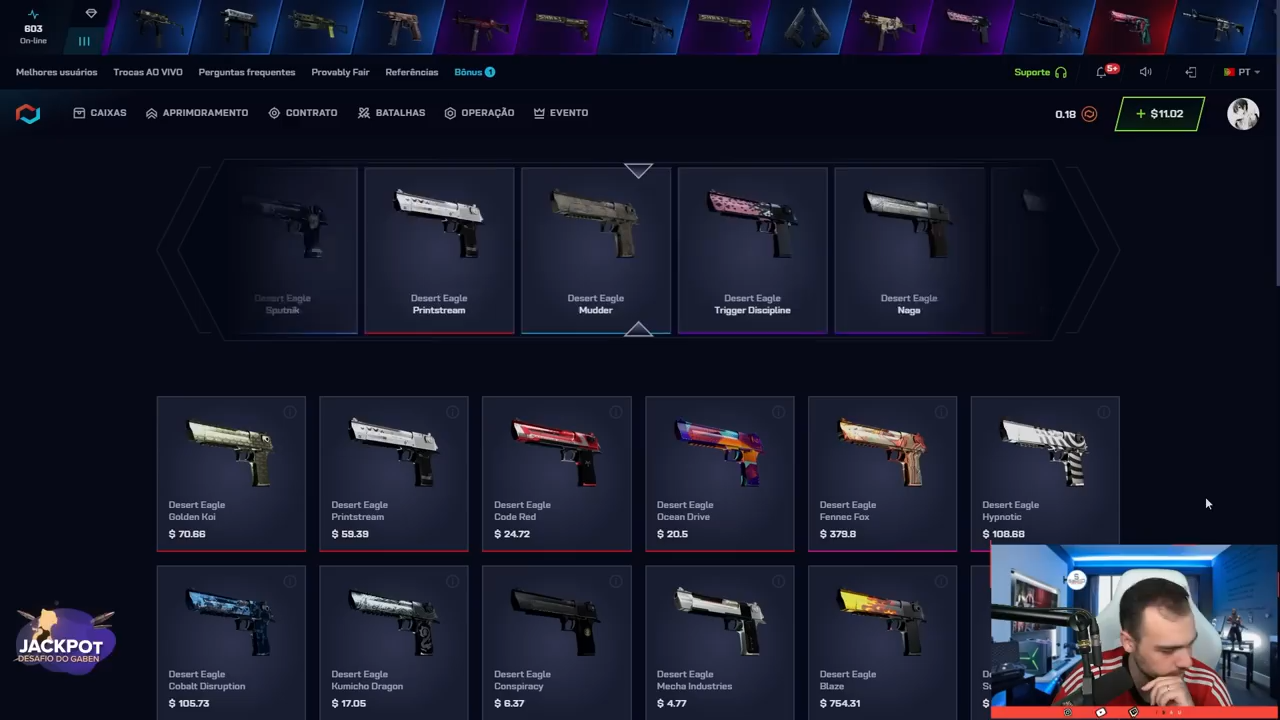 603
On-line
Melhores usuários
Trocas AO VIVO
Perguntas frequentes
Provably Fair
Referências
Bônus 1
Suporte
5+
PT
CAIXAS
APRIMORAMENTO
CONTRATO
BATALHAS
OPERAÇÃO
EVENTO
0.18
+ $11.02
Desert Eagle
Sputnik
Desert Eagle
Printstream
Desert Eagle
Mudder
Desert Eagle
Trigger Discipline
Desert Eagle
Naga
Desert Eagle
Golden Koi
$ 70.66
Desert Eagle
Printstream
$ 59.39
Desert Eagle
Code Red
$ 24.72
Desert Eagle
Ocean Drive
$ 20.5
Desert Eagle
Fennec Fox
$ 379.8
Desert Eagle
Hypnotic
$ 108.68
JACKPOT
DESAFIO DO GABEN
Desert Eagle
Cobalt Disruption
$ 105.73
Desert Eagle
Kumicho Dragon
$ 17.05
Desert Eagle
Conspiracy
$ 6.37
Desert Eagle
Mecha Industries
$ 4.77
Desert Eagle
Blaze
$ 754.31